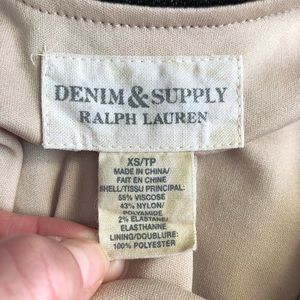 DENIM & SUPPLY
RALPH LAUREN
XS/TP
MADE IN CHINA/
FAIT EN CHINE
SHELL/TISSU PRINCIPAL:
55% VISCOSE
43% NYLON/
POLYAMIDE
2% ELASTANE/
ELASTHANNE
LINING/DOUBLURE:
100% POLYESTER